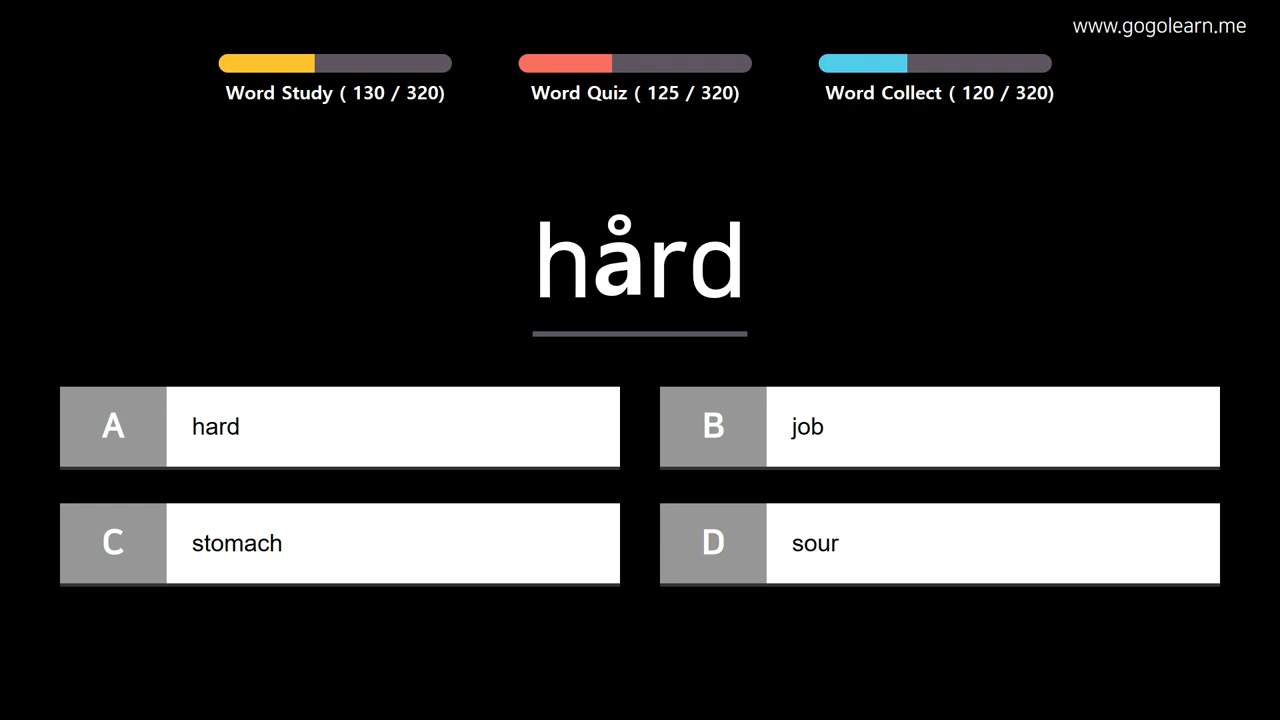 www.gogolearn.me
Word Study ( 130 / 320)
Word Quiz ( 125 / 320)
Word Collect ( 120 / 320)
hård
A hard
B job
C stomach
D sour